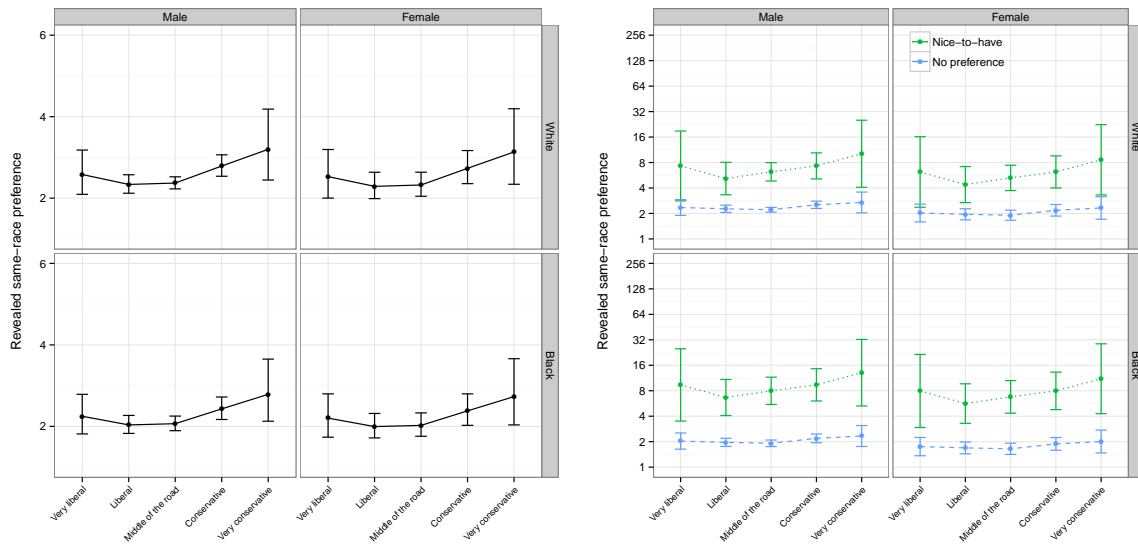 Male
Female
Revealed same−race preference
6
4
2
White
6
4
2
Black
Very liberal
Liberal
Middle of the road
Conservative
Very conservative
Very liberal
Liberal
Middle of the road
Conservative
Very conservative
Male
Female
Revealed same−race preference
256
128
64
32
16
8
4
2
1
Nice−to−have
No preference
White
256
128
64
32
16
8
4
2
1
Black
Very liberal
Liberal
Middle of the road
Conservative
Very conservative
Very liberal
Liberal
Middle of the road
Conservative
Very conservative